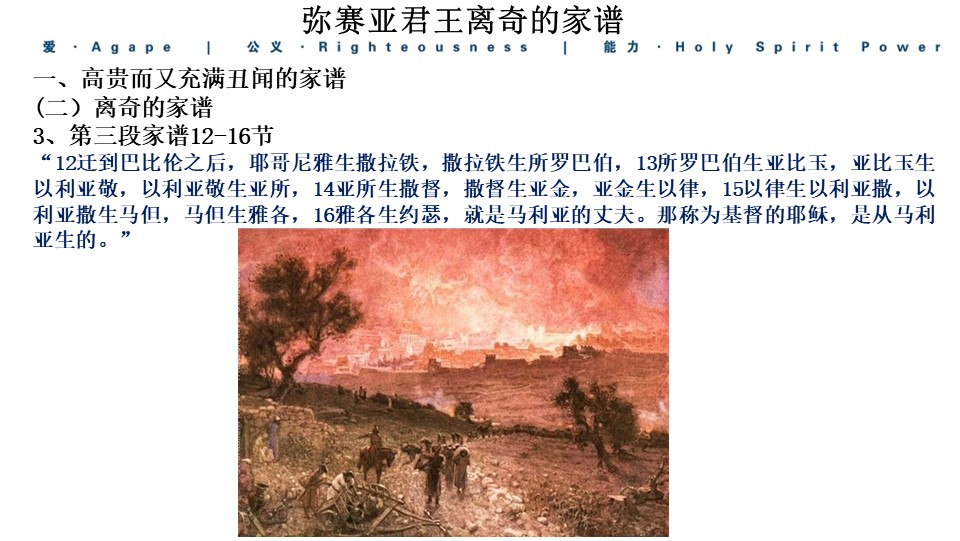 弥赛亚君王离奇的家谱
爱·Agape | 公义·Righteousness | 能力·Holy Spirit Power
一、高贵而又充满丑闻的家谱
(二）离奇的家谱
3、第三段家谱12-16节
“12迁到巴比伦之后，耶哥尼雅生撒拉铁，撒拉铁生所罗巴伯，13所罗巴伯生亚比玉，亚比玉生
以利亚敬，以利亚敬生亚所，14亚所生撒督，撒督生亚金，亚金生以律，15以律生以利亚撒，以
利亚撒生马但，马但生雅各，16雅各生约瑟，就是马利亚的丈夫。那称为基督的耶稣，是从马利
亚生的。”